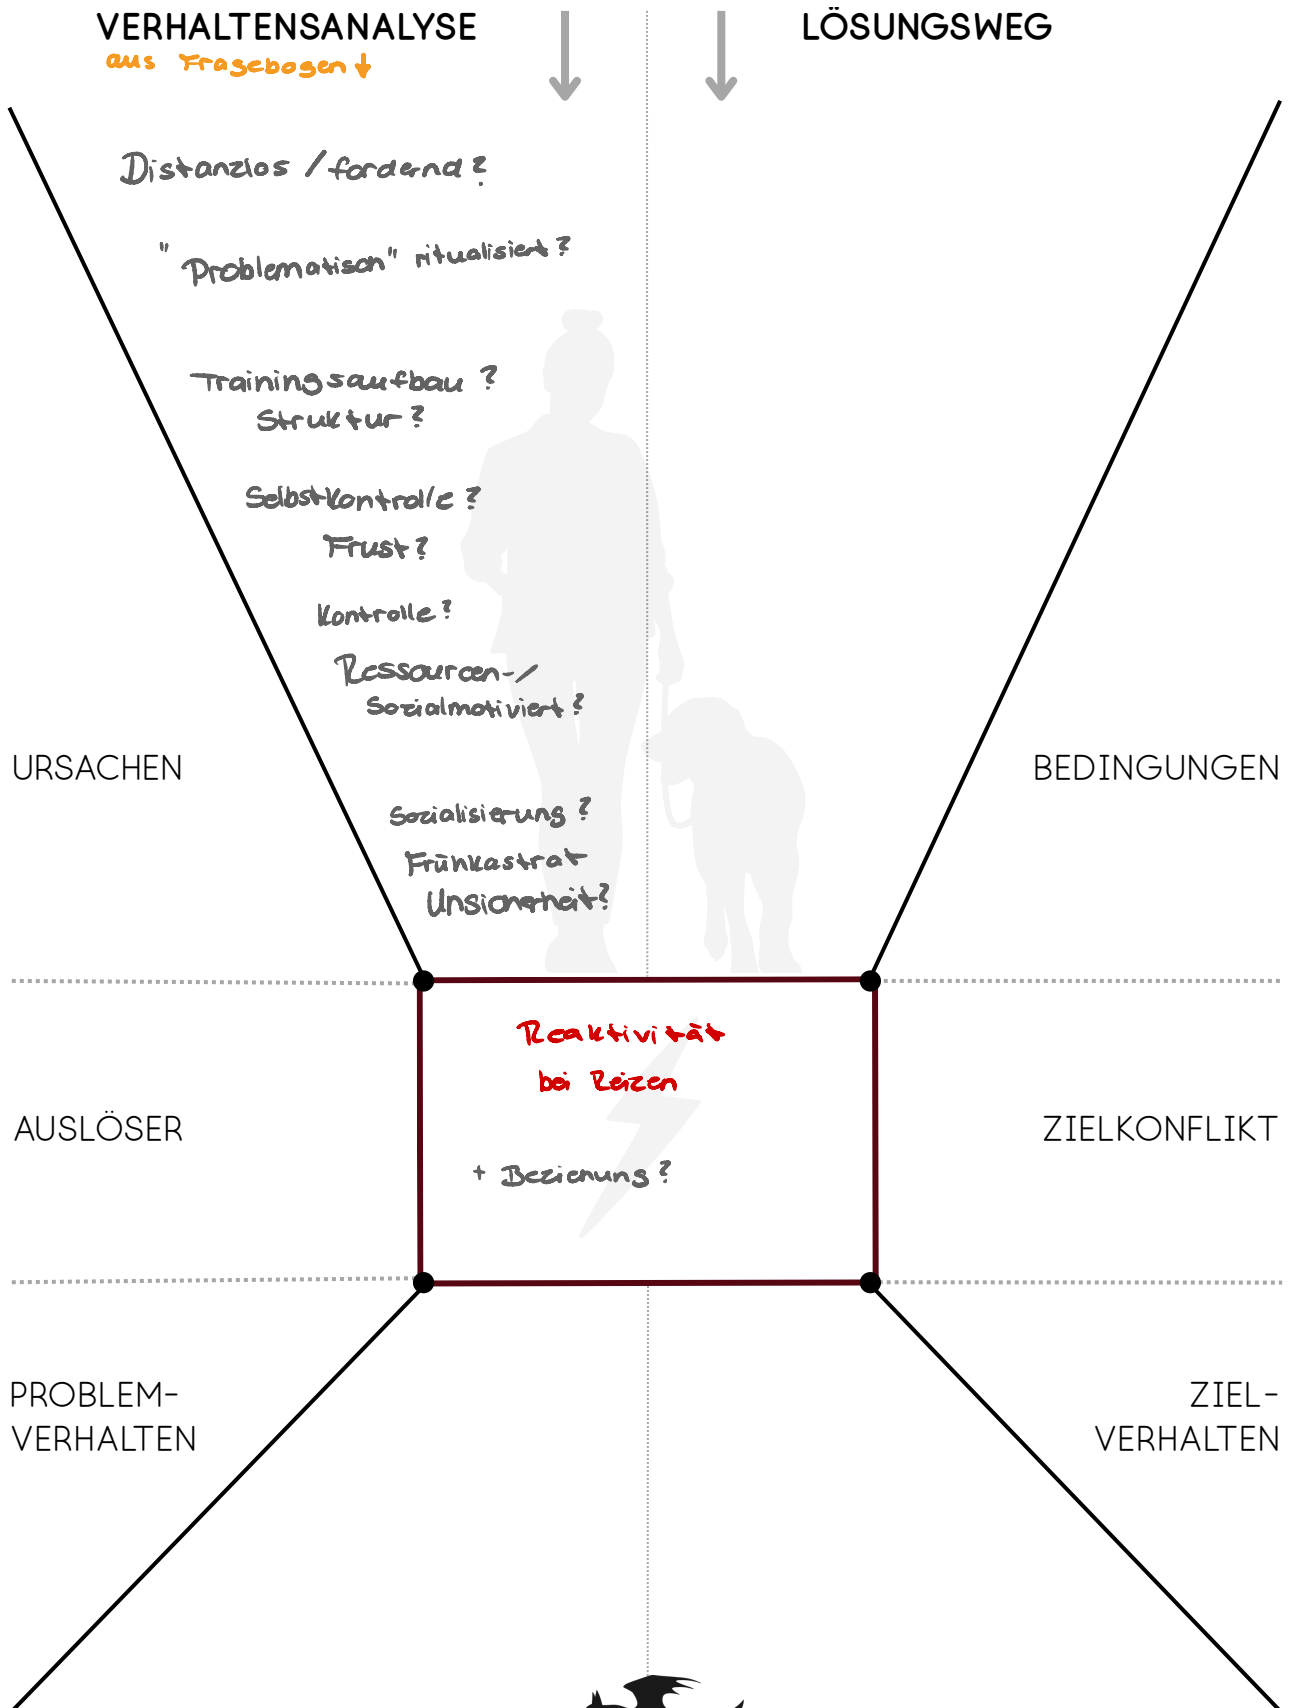 VERHALTENSANALYSE
LÖSUNGSWEG
aus Fragebogen ↓
Distanzlos / fordernd?
"Problematisch" ritualisiert?
Trainingsaufbau?
Struktur?
Selbstkontrolle?
Frust?
Kontrolle?
Ressourcen-/
Sozialmotiviert?
URSACHEN
BEDINGUNGEN
Sozialisierung?
Frühkastrat
Unsicherheit?
Reaktivität
bei Reizen
AUSLÖSER
ZIELKONFLIKT
+ Beziehung?
PROBLEM-
VERHALTEN
ZIEL-
VERHALTEN